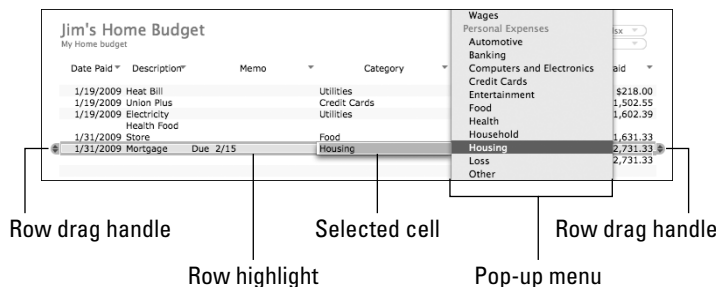 Jim's Home Budget
My Home budget
lsx
Wages
Personal Expenses
Automotive
Banking
Computers and Electronics
Credit Cards
Entertainment
Food
Health
Household
Housing
Loss
Other
Date Paid Description Memo Category aid
1/19/2009 Heat Bill Utilities $218.00
1/19/2009 Union Plus Credit Cards 1,502.55
1/19/2009 Electricity Utilities 1,602.39
Health Food
1/31/2009 Store Food 1,631.33
1/31/2009 Mortgage Due 2/15 Housing 2,731.33
2,731.33
Row drag handle
Selected cell
Row drag handle
Row highlight
Pop-up menu